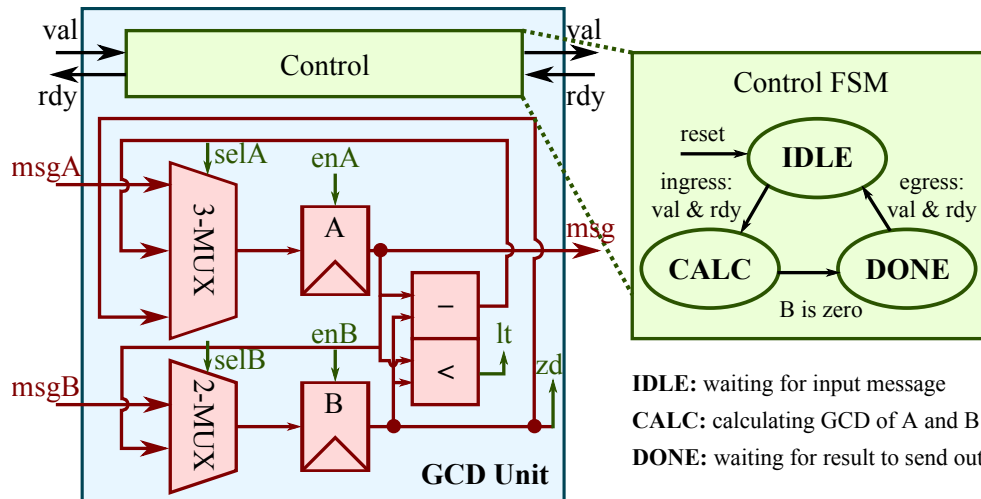 val
rdy
Control
val
rdy
msgA
selA
enA
3-MUX
A
msg
−
<
lt
zd
msgB
selB
enB
2-MUX
B
GCD Unit
Control FSM
reset
IDLE
ingress:
val & rdy
egress:
val & rdy
CALC
DONE
B is zero
IDLE: waiting for input message
CALC: calculating GCD of A and B
DONE: waiting for result to send out